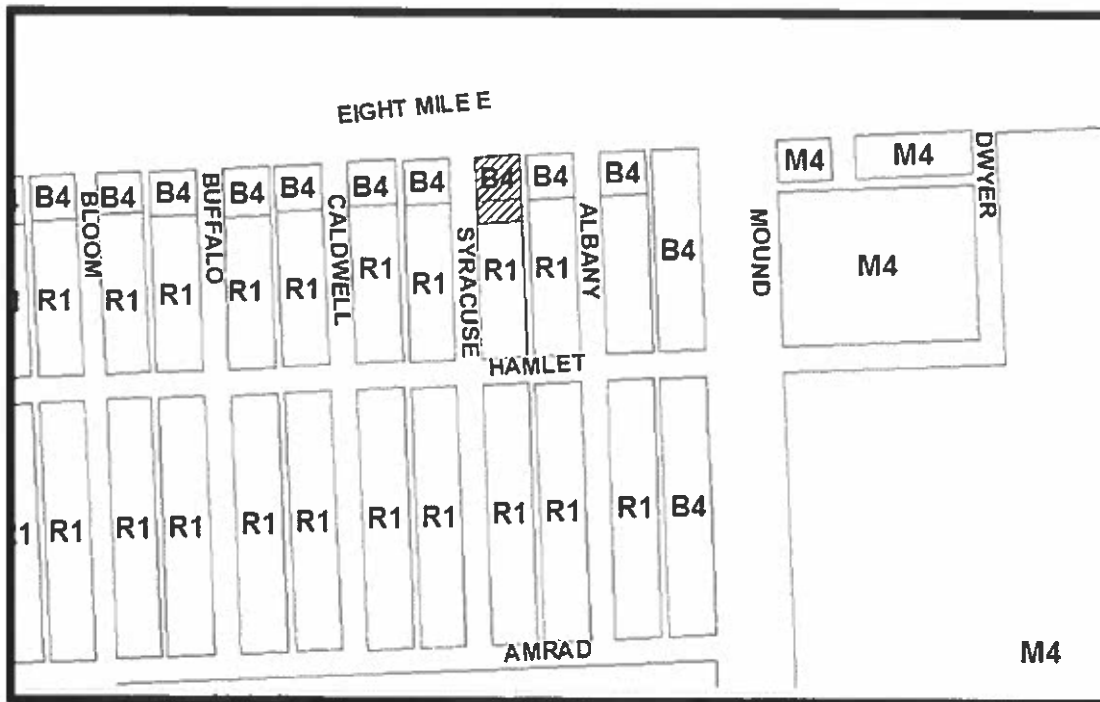 EIGHT MILE E
B4 B4 B4 B4 B4 B4 B4 B4 B4 B4 M4 M4
BLOOM BUFFALO CALDWELL SYRACUSE ALBANY MOUND DWYER
R1 R1 R1 R1 R1 R1 R1 R1 R1 B4 M4
HAMLET
R1 R1 R1 R1 R1 R1 R1 R1 R1 R1 B4
AMRAD
M4